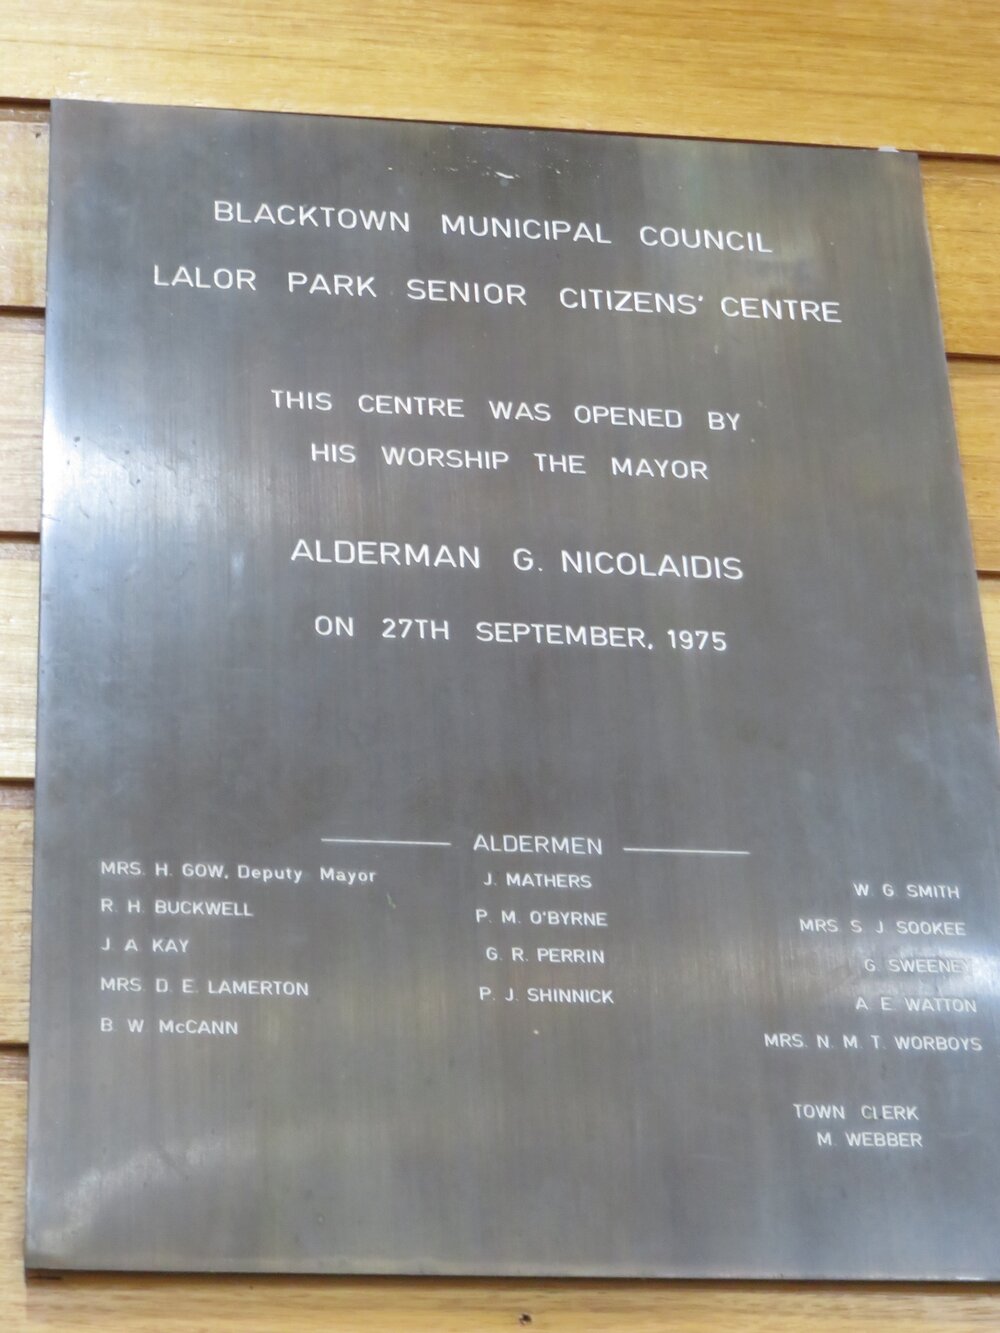 BLACKTOWN MUNICIPAL COUNCIL
LALOR PARK SENIOR CITIZENS' CENTRE
THIS CENTRE WAS OPENED BY
HIS WORSHIP THE MAYOR
ALDERMAN G. NICOLAIDIS
ON 27TH SEPTEMBER, 1975
ALDERMEN
MRS. H. GOW, Deputy Mayor
R. H. BUCKWELL
J. A KAY
MRS. D. E. LAMERTON
B. W McCANN
J. MATHERS
P. M. O'BYRNE
G. R. PERRIN
P. J. SHINNICK
W. G. SMITH
MRS S. J. SOOKEE
G. SWEENEY
A. E. WATTON
MRS. N. M. T. WORBOYS
TOWN CLERK
M. WEBBER